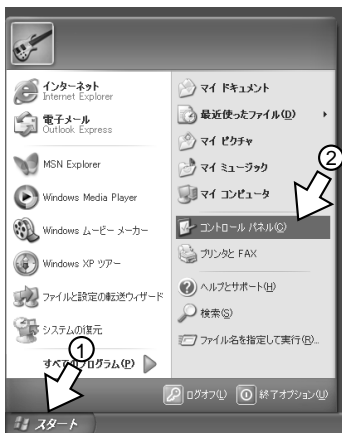 インターネット
Internet Explorer
電子メール
Outlook Express
MSN Explorer
Windows Media Player
Windows ムービー メーカー
Windows XP ツアー
ファイルと設定の転送ウィザード
システムの復元
すべてのプログラム(P)
マイ ドキュメント
最近使ったファイル(D)
マイ ピクチャ
マイ ミュージック
マイ コンピュータ
②
コントロール パネル(C)
プリンタと FAX
ヘルプとサポート(H)
検索(S)
ファイル名を指定して実行(R)...
ログオフ(L)
終了オプション(U)
①
スタート